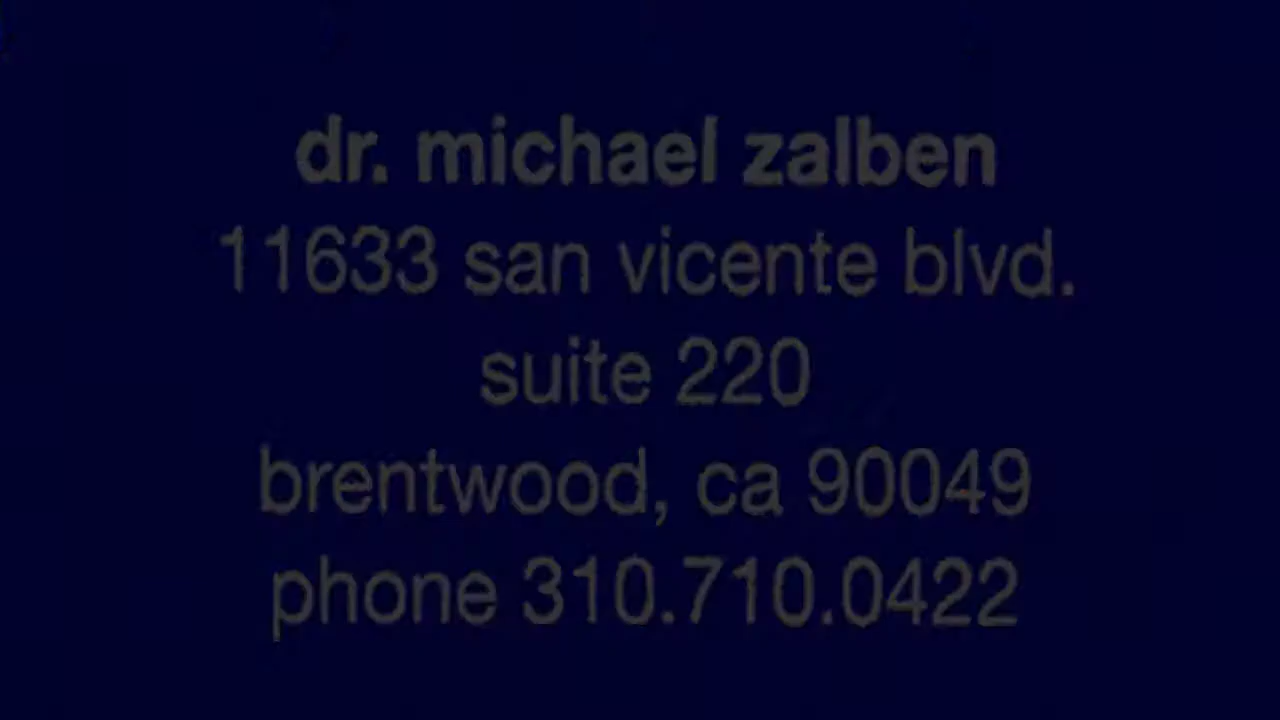 dr. michael zalben
11633 san vicente blvd.
suite 220
brentwood, ca 90049
phone 310.710.0422